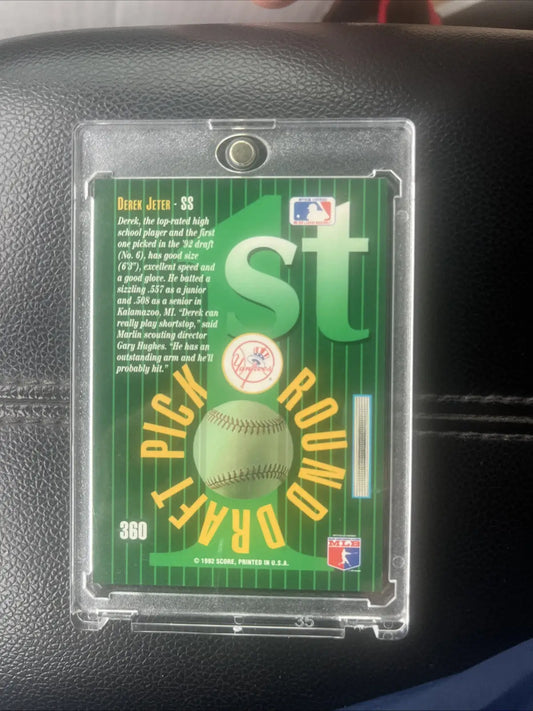 DEREK JETER · SS
Derek, the top-rated high
school player and the first
one picked in the '92 draft
(No. 6), has good size
(6'3"), excellent speed and
a good glove. He batted a
sizzling .557 as a junior
and .508 as a senior in
Kalamazoo, MI. "Derek can
really play shortstop," said
Marlin scouting director
Gary Hughes. "He has an
outstanding arm and he'll
probably hit."
1st
Yankees
ROUND DRAFT PICK
360
MLB
© 1992 SCORE, PRINTED IN U.S.A.
35